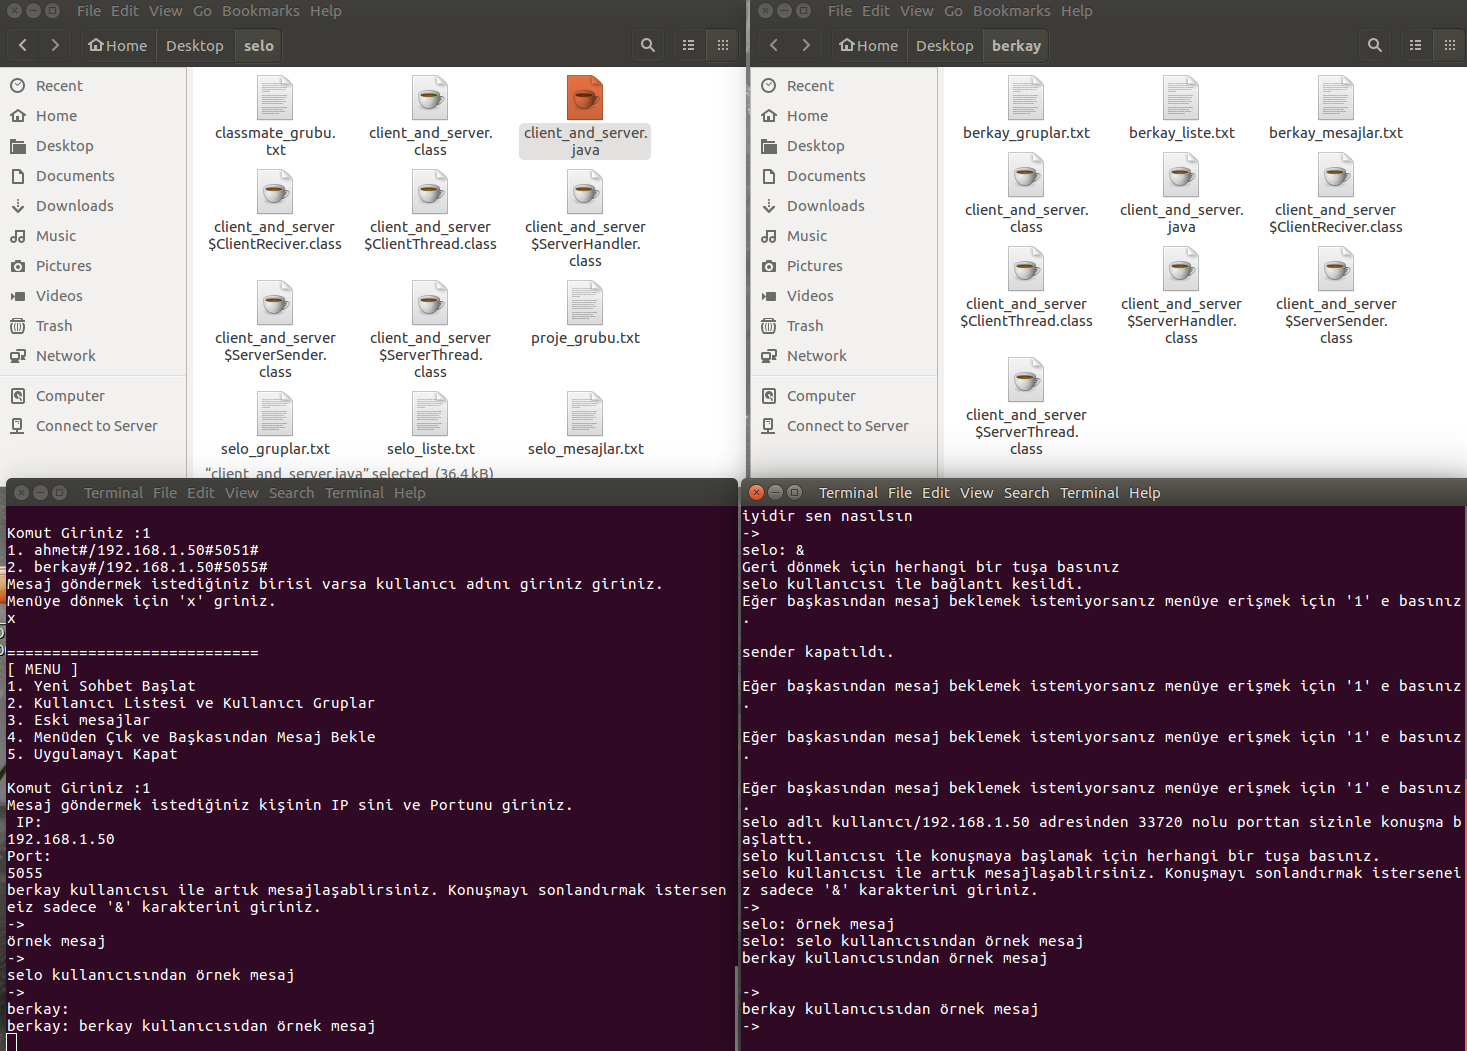 File Edit View Go Bookmarks Help
Home Desktop selo
Recent
Home
Desktop
Documents
Downloads
Music
Pictures
Videos
Trash
Network
Computer
Connect to Server
classmate_grubu.
txt
client_and_server.
class
client_and_server.
java
client_and_server
$ClientReciver.class
client_and_server
$ClientThread.class
client_and_server
$ServerHandler.
class
client_and_server
$ServerSender.
class
client_and_server
$ServerThread.
class
proje_grubu.txt
selo_gruplar.txt
selo_liste.txt
selo_mesajlar.txt
“client_and_server.java” selected (36,4 kB)
File Edit View Go Bookmarks Help
Home Desktop berkay
Recent
Home
Desktop
Documents
Downloads
Music
Pictures
Videos
Trash
Network
Computer
Connect to Server
berkay_gruplar.txt
berkay_liste.txt
berkay_mesajlar.txt
client_and_server.
class
client_and_server.
java
client_and_server
$ClientReciver.class
client_and_server
$ClientThread.class
client_and_server
$ServerHandler.
class
client_and_server
$ServerSender.
class
client_and_server
$ServerThread.
class
Terminal File Edit View Search Terminal Help
Komut Giriniz :1
1. ahmet#/192.168.1.50#5051#
2. berkay#/192.168.1.50#5055#
Mesaj göndermek istediğiniz birisi varsa kullanıcı adını giriniz giriniz.
Menüye dönmek için 'x' griniz.
x
============================
[ MENU ]
1. Yeni Sohbet Başlat
2. Kullanıcı Listesi ve Kullanıcı Gruplar
3. Eski mesajlar
4. Menüden Çık ve Başkasından Mesaj Bekle
5. Uygulamayı Kapat
Komut Giriniz :1
Mesaj göndermek istediğiniz kişinin IP sini ve Portunu giriniz.
IP:
192.168.1.50
Port:
5055
berkay kullanıcısı ile artık mesajlaşablirsiniz. Konuşmayı sonlandırmak istersen
eiz sadece '&' karakterini giriniz.
->
örnek mesaj
->
selo kullanıcısından örnek mesaj
->
berkay:
berkay: berkay kullanıcısıdan örnek mesaj
Terminal File Edit View Search Terminal Help
iyidir sen nasılsın
->
selo: &
Geri dönmek için herhangi bir tuşa basınız
selo kullanıcısı ile bağlantı kesildi.
Eğer başkasından mesaj beklemek istemiyorsanız menüye erişmek için '1' e basınız
.
sender kapatıldı.
Eğer başkasından mesaj beklemek istemiyorsanız menüye erişmek için '1' e basınız
.
Eğer başkasından mesaj beklemek istemiyorsanız menüye erişmek için '1' e basınız
.
Eğer başkasından mesaj beklemek istemiyorsanız menüye erişmek için '1' e basınız
.
selo adlı kullanıcı/192.168.1.50 adresinden 33720 nolu porttan sizinle konuşma b
aşlattı.
selo kullanıcısı ile konuşmaya başlamak için herhangi bir tuşa basınız.
selo kullanıcısı ile artık mesajlaşablirsiniz. Konuşmayı sonlandırmak istersenei
z sadece '&' karakterini giriniz.
->
selo: örnek mesaj
selo: selo kullanıcısından örnek mesaj
berkay kullanıcısından örnek mesaj
->
berkay kullanıcısıdan örnek mesaj
->